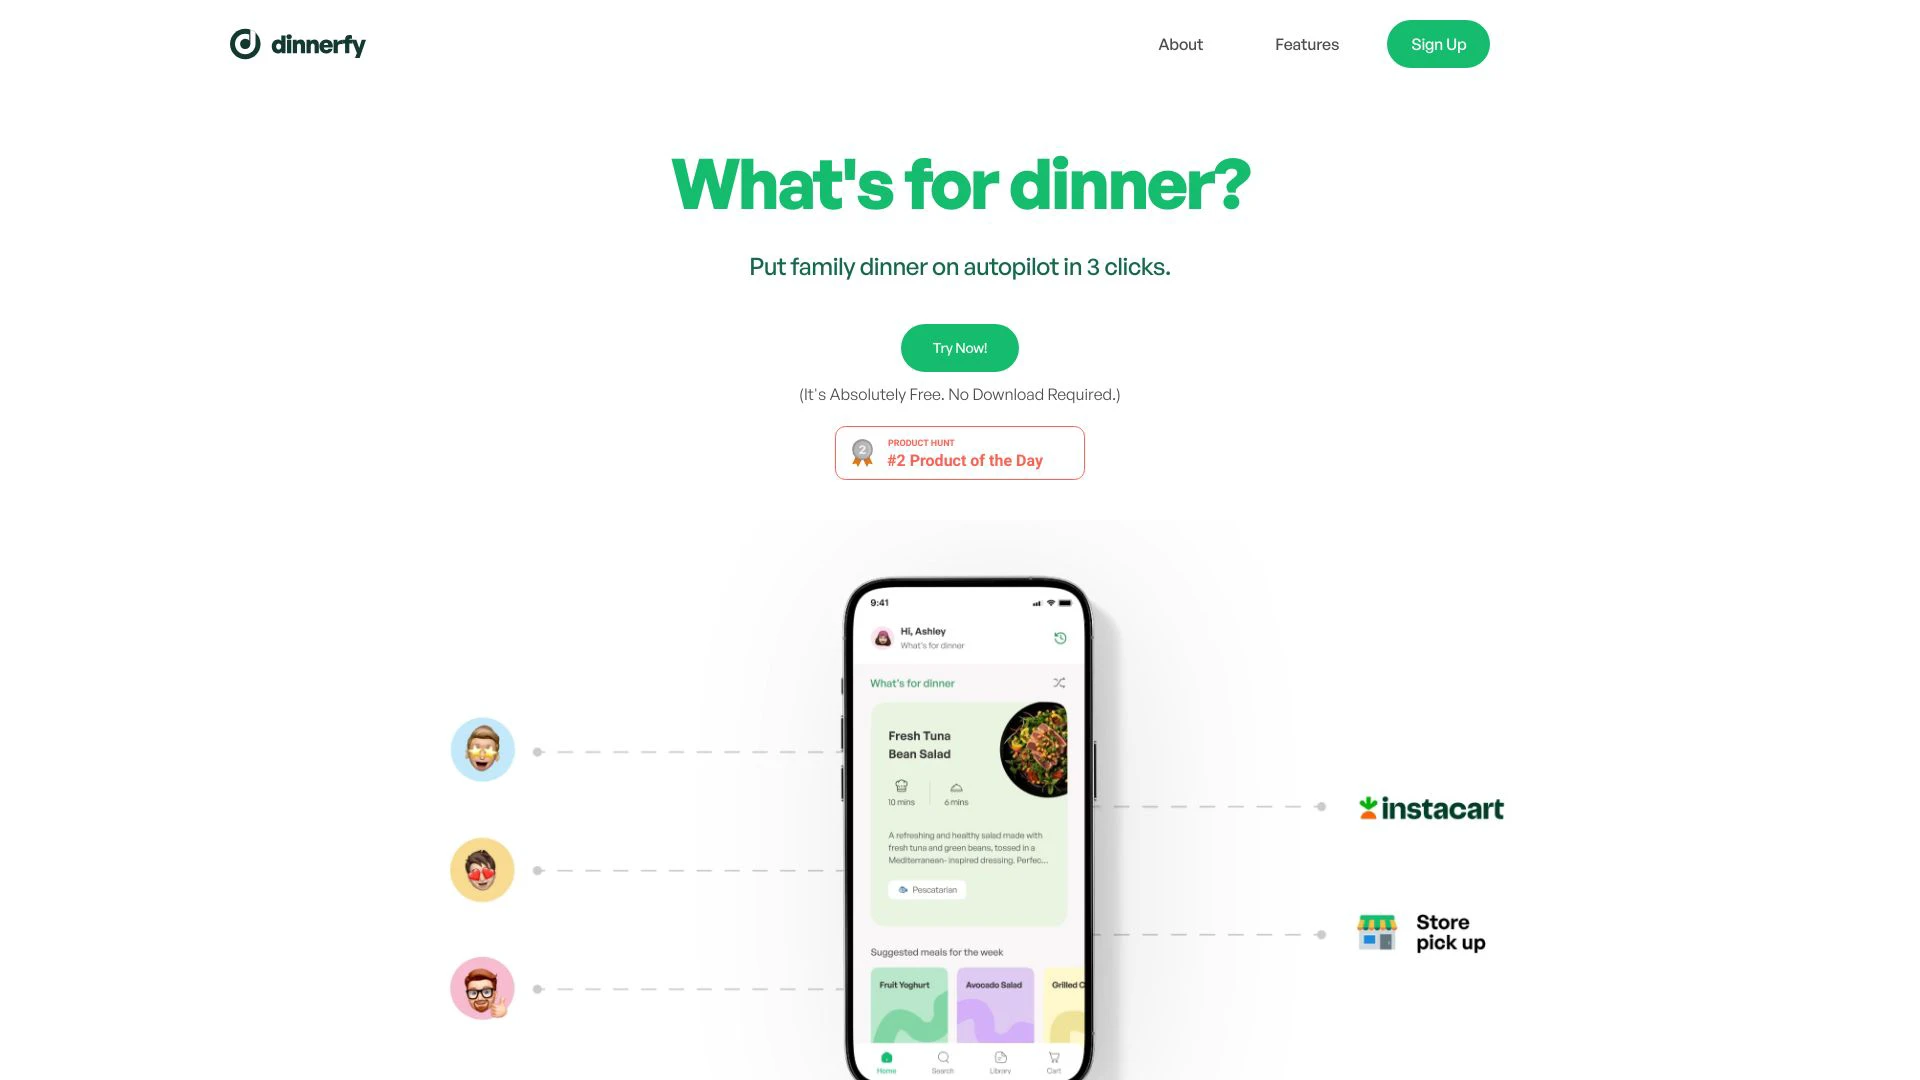 dinnerfy
About
Features
Sign Up
What's for dinner?
Put family dinner on autopilot in 3 clicks.
Try Now!
(It's Absolutely Free. No Download Required.)
2
PRODUCT HUNT
#2 Product of the Day
9:41
Hi, Ashley
What's for dinner
What's for dinner
Fresh Tuna
Bean Salad
10 mins
6 mins
A refreshing and healthy salad made with
fresh tuna and green beans, tossed in a
Mediterranean- inspired dressing. Perfec...
Pescatarian
instacart
Store
pick up
Suggested meals for the week
Fruit Yoghurt
Avocado Salad
Grilled C
Home
Search
Library
Cart